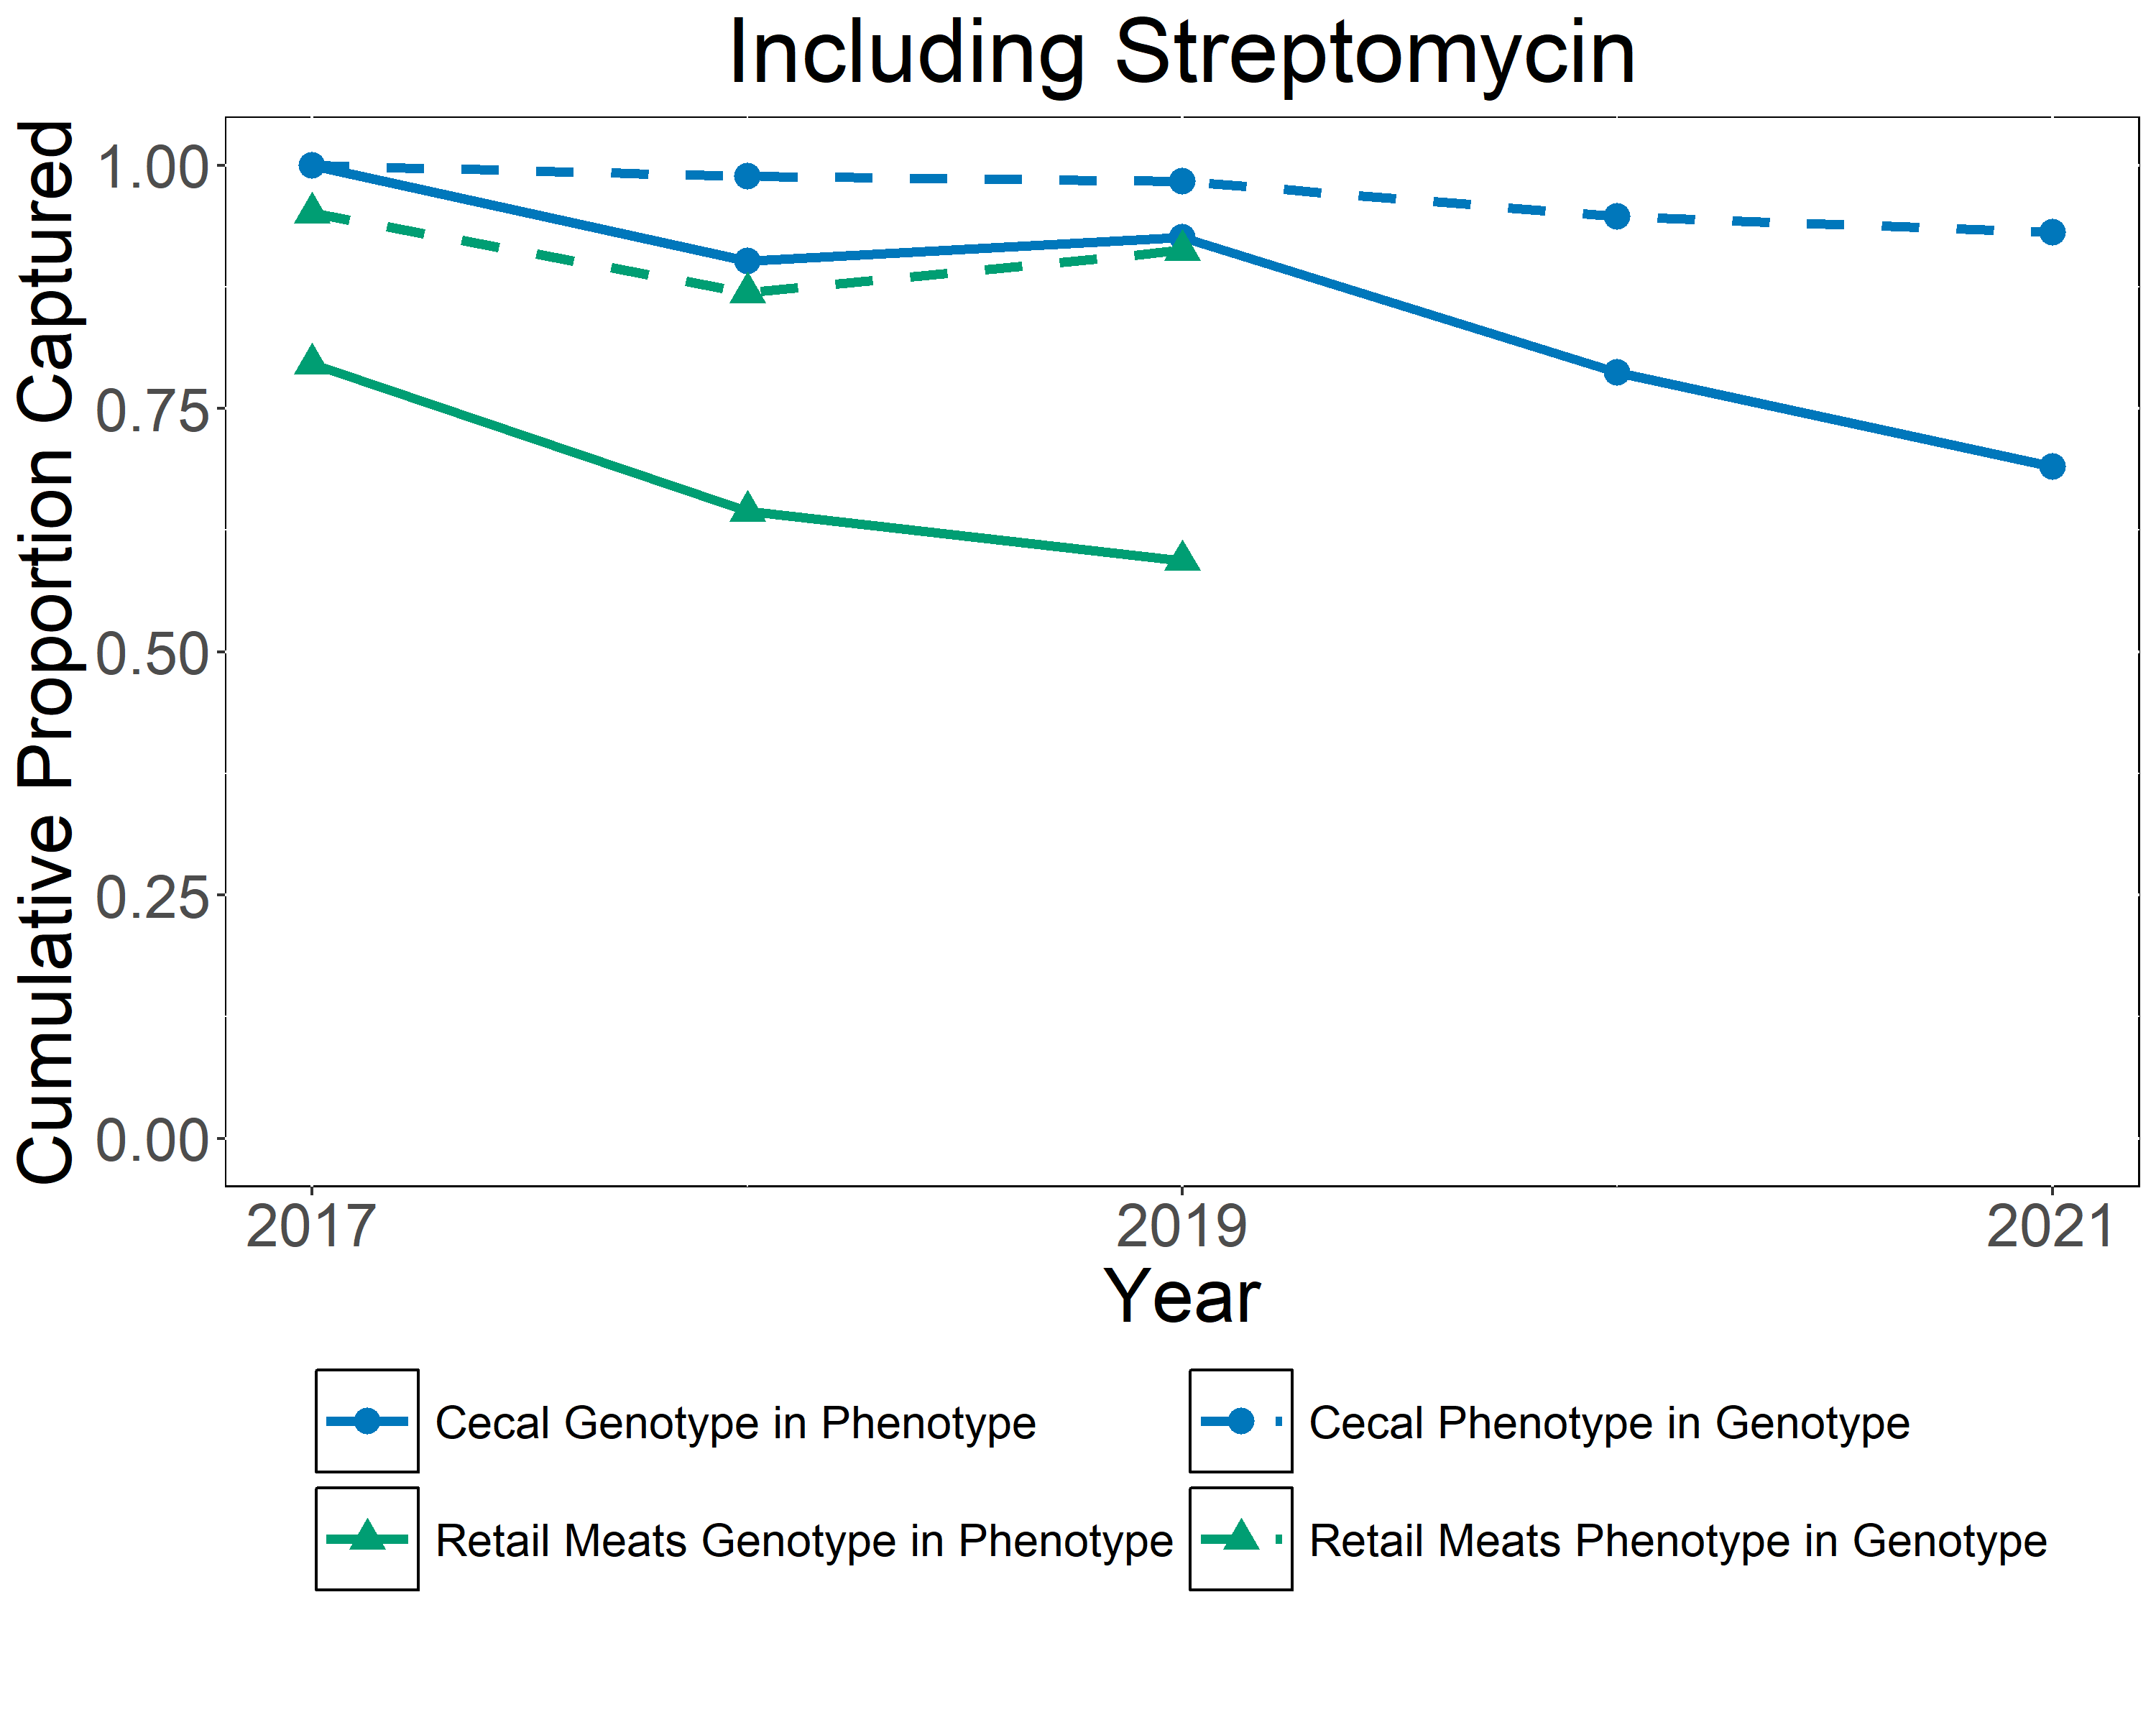 Including Streptomycin
Cumulative Proportion Captured
1.00
0.75
0.50
0.25
0.00
2017 2019 2021
Year
Cecal Genotype in Phenotype Cecal Phenotype in Genotype
Retail Meats Genotype in Phenotype Retail Meats Phenotype in Genotype